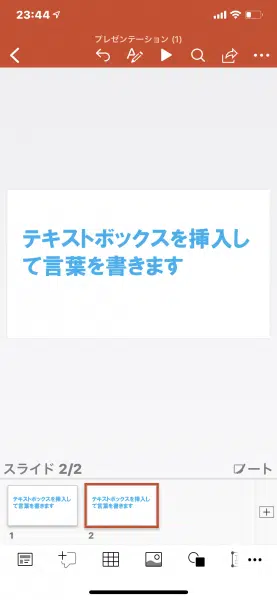 23:44
プレゼンテーション (1)
テキストボックスを挿入し
て言葉を書きます
スライド 2/2
ノート
テキストボックスを挿入し
て言葉を書きます
テキストボックスを挿入し
て言葉を書きます
1
2